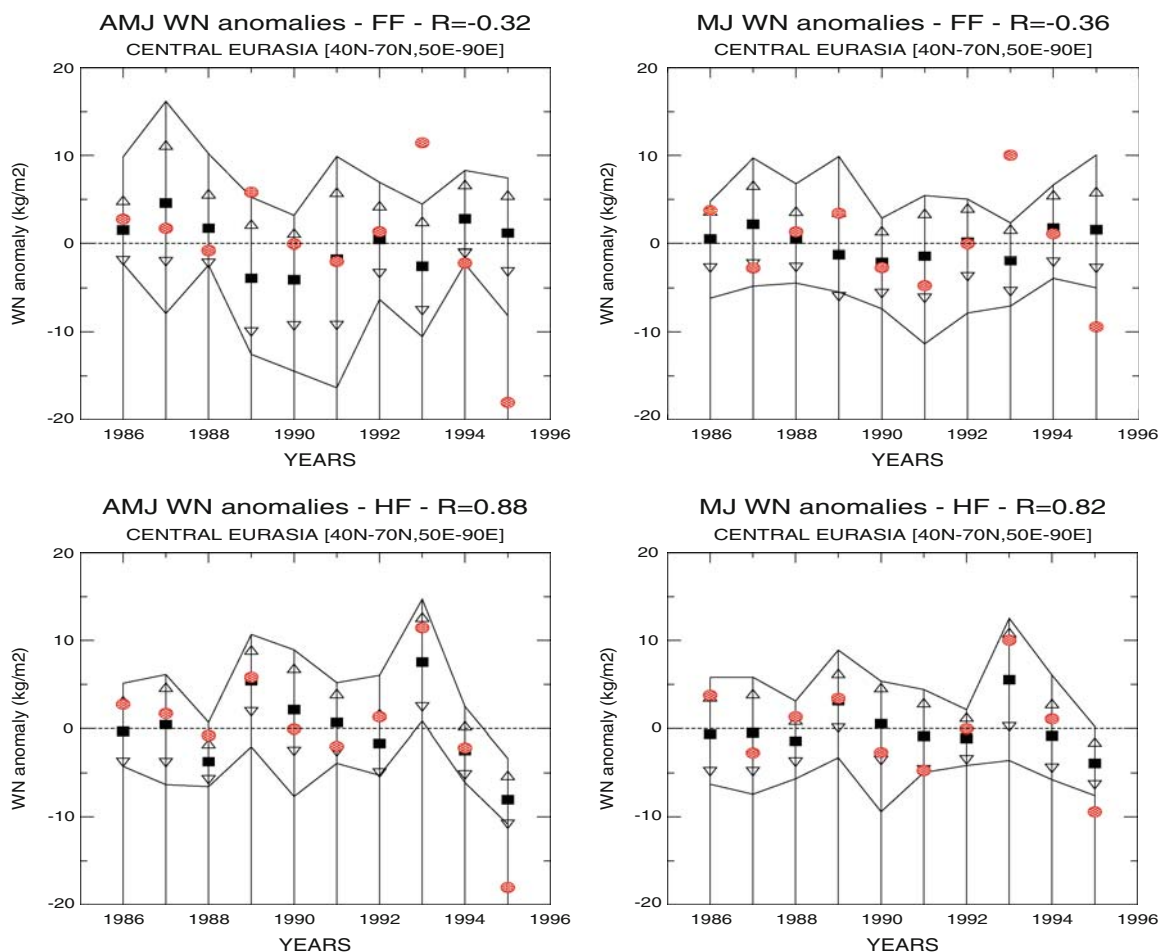 AMJ WN anomalies - FF - R=-0.32
CENTRAL EURASIA [40N-70N,50E-90E]
20
10
0
-10
-20
WN anomaly (kg/m2)
1986 1988 1990 1992 1994 1996
YEARS
MJ WN anomalies - FF - R=-0.36
CENTRAL EURASIA [40N-70N,50E-90E]
20
10
0
-10
-20
WN anomaly (kg/m2)
1986 1988 1990 1992 1994 1996
YEARS
AMJ WN anomalies - HF - R=0.88
CENTRAL EURASIA [40N-70N,50E-90E]
20
10
0
-10
-20
WN anomaly (kg/m2)
1986 1988 1990 1992 1994 1996
YEARS
MJ WN anomalies - HF - R=0.82
CENTRAL EURASIA [40N-70N,50E-90E]
20
10
0
-10
-20
WN anomaly (kg/m2)
1986 1988 1990 1992 1994 1996
YEARS